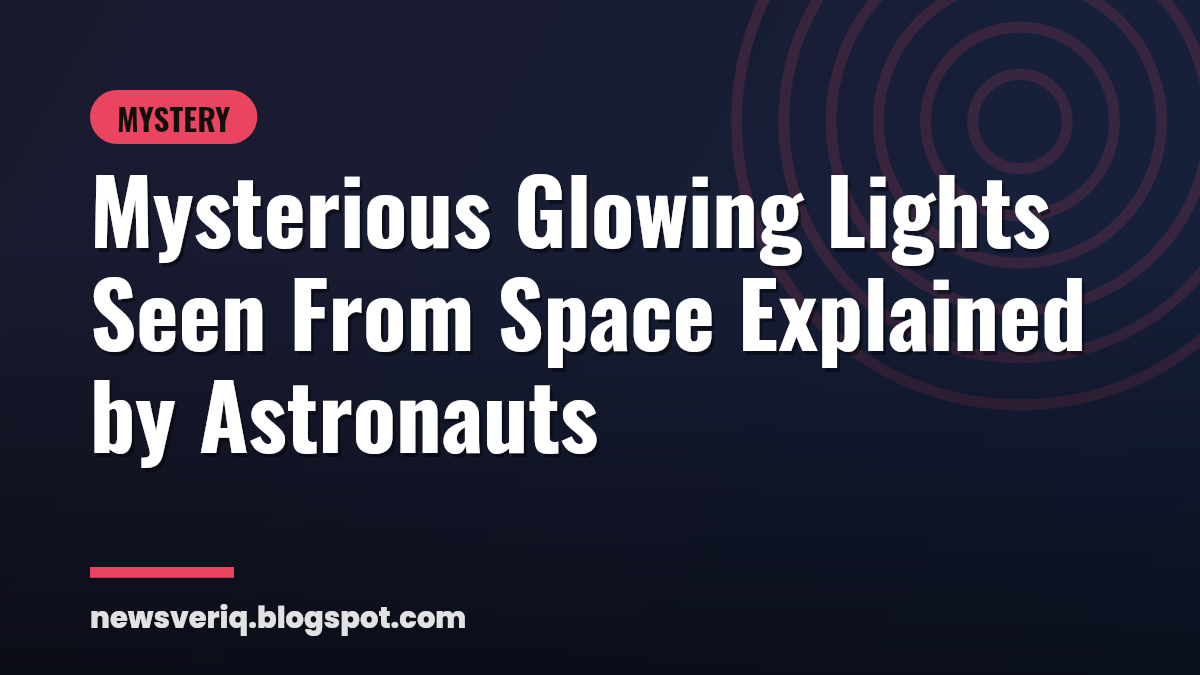 MYSTERY
Mysterious Glowing Lights
Seen From Space Explained
by Astronauts
newsveriq.blogspot.com